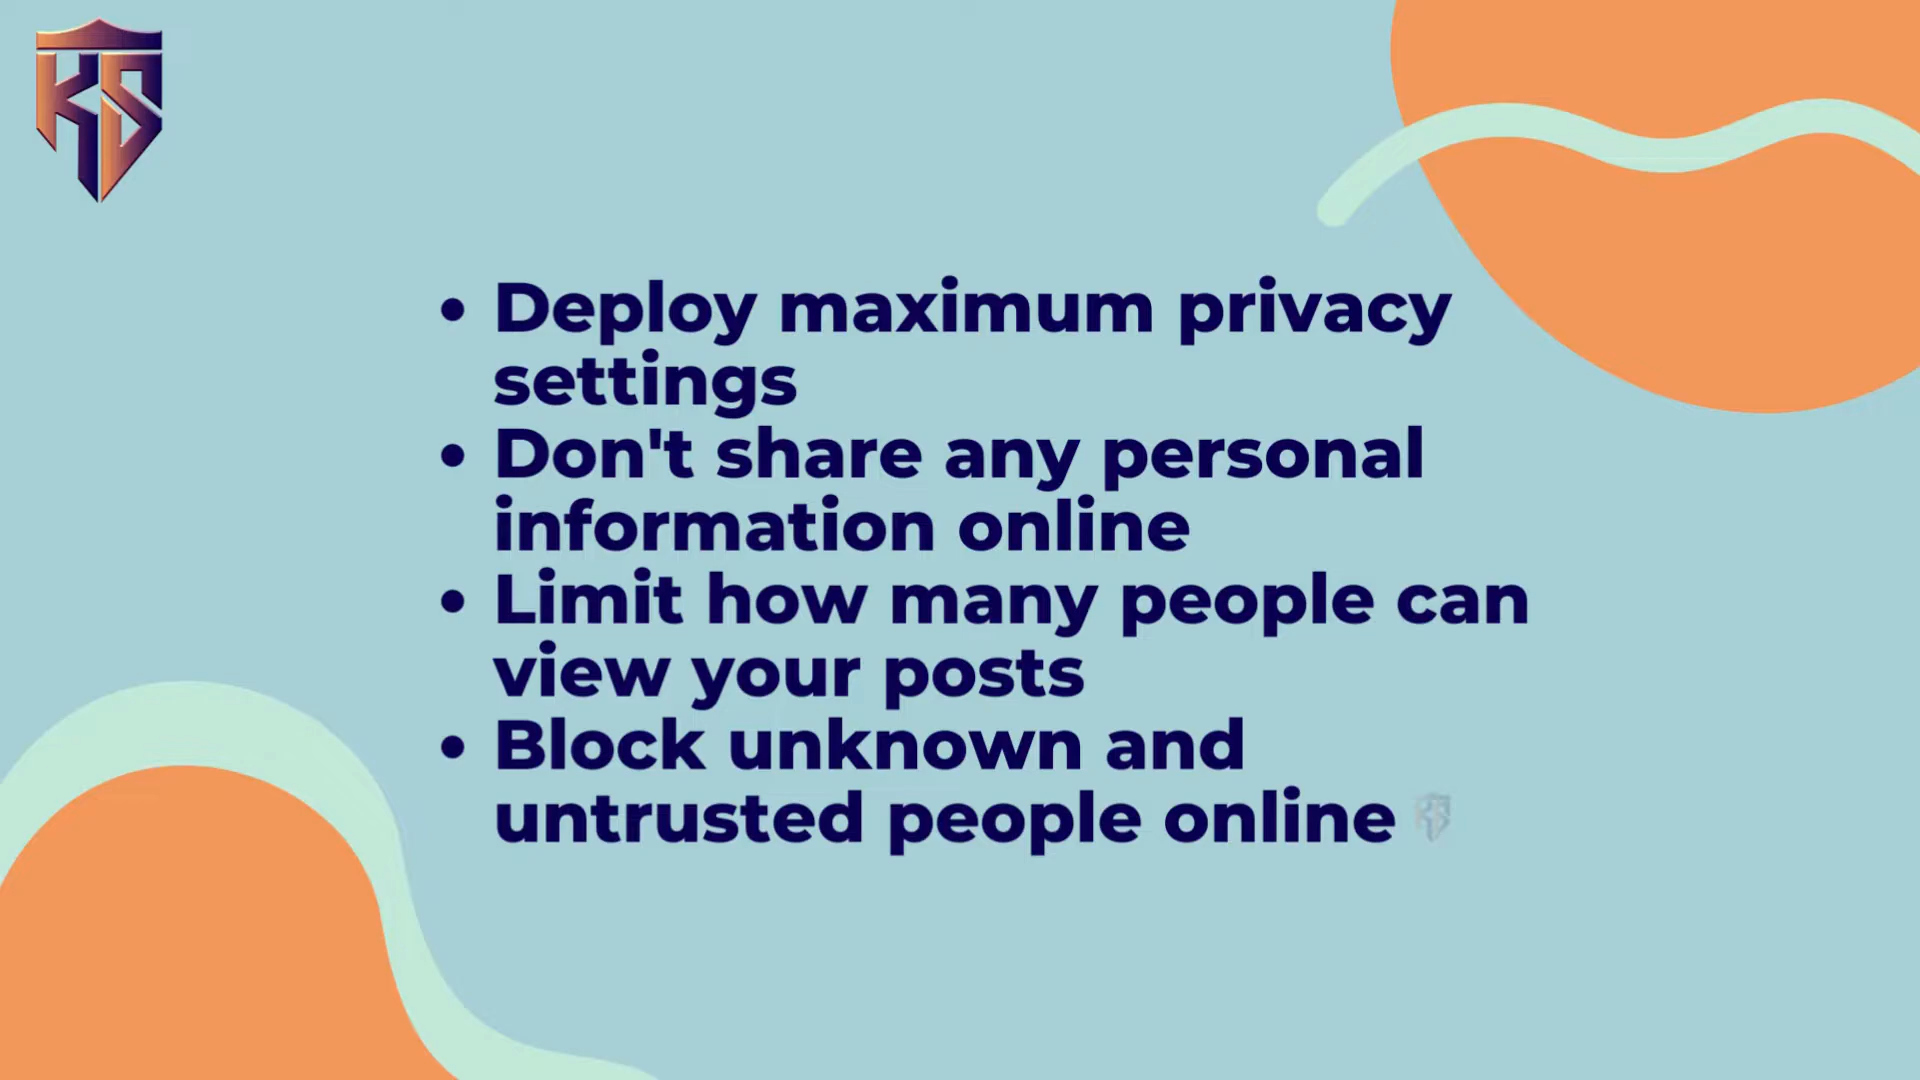 KS
• Deploy maximum privacy
settings
• Don't share any personal
information online
• Limit how many people can
view your posts
• Block unknown and
untrusted people online